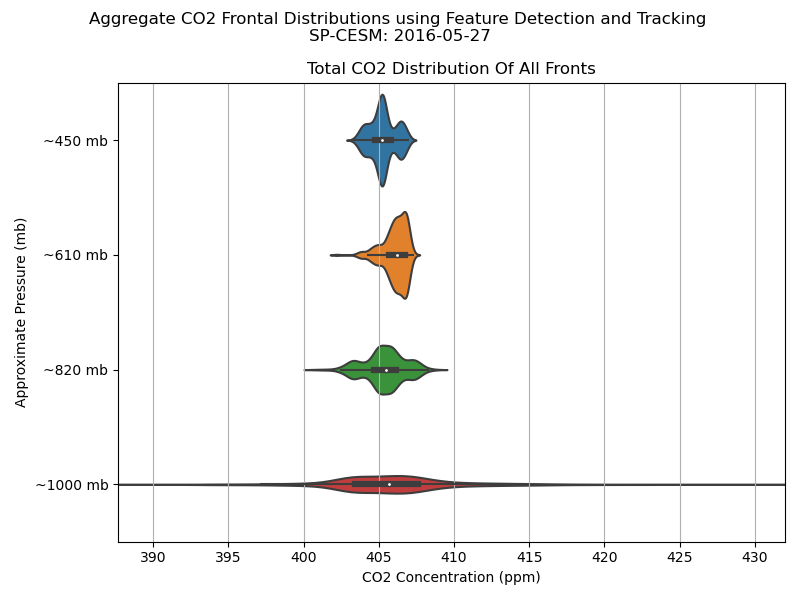 Aggregate CO2 Frontal Distributions using Feature Detection and Tracking
SP-CESM: 2016-05-27
Total CO2 Distribution Of All Fronts
Approximate Pressure (mb)
~450 mb
~610 mb
~820 mb
~1000 mb
390 395 400 405 410 415 420 425 430
CO2 Concentration (ppm)